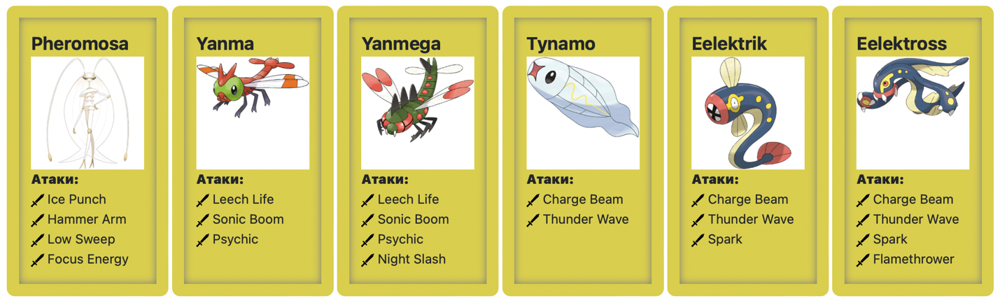 Pheromosa
Атаки:
Ice Punch
Hammer Arm
Low Sweep
Focus Energy
Yanma
Атаки:
Leech Life
Sonic Boom
Psychic
Yanmega
Атаки:
Leech Life
Sonic Boom
Psychic
Night Slash
Tynamo
Атаки:
Charge Beam
Thunder Wave
Eelektrik
Атаки:
Charge Beam
Thunder Wave
Spark
Eelektross
Атаки:
Charge Beam
Thunder Wave
Spark
Flamethrower